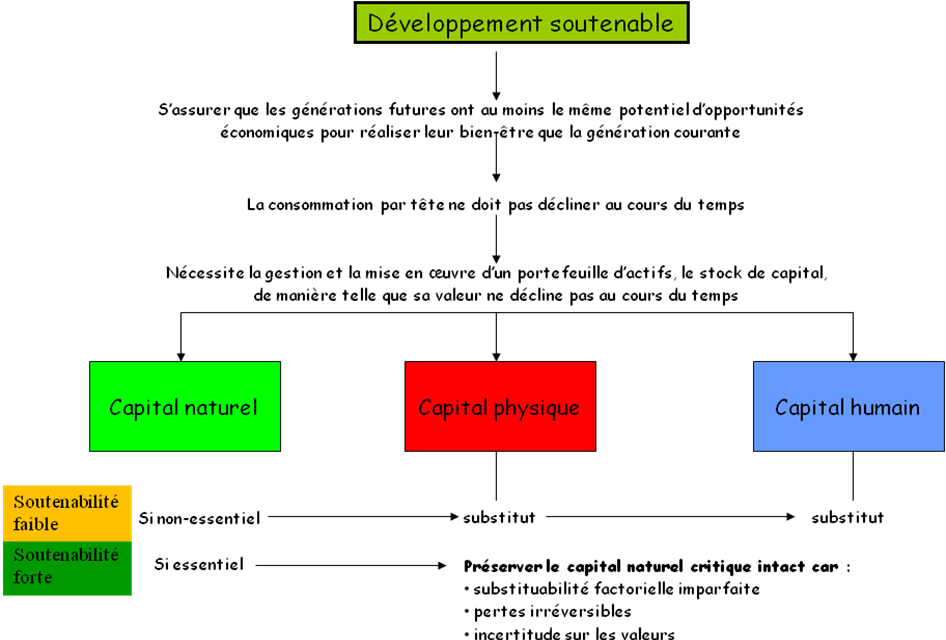 Développement soutenable
S'assurer que les générations futures ont au moins le même potentiel d'opportunités
économiques pour réaliser leur bien-être que la génération courante
La consommation par tête ne doit pas décliner au cours du temps
Nécessite la gestion et la mise en œuvre d'un portefeuille d'actifs, le stock de capital,
de manière telle que sa valeur ne décline pas au cours du temps
Capital naturel
Capital physique
Capital humain
Soutenabilité
faible
Si non-essentiel
substitut
substitut
Soutenabilité
forte
Si essentiel
Préserver le capital naturel critique intact car :
• substituabilité factorielle imparfaite
• pertes irréversibles
• incertitude sur les valeurs